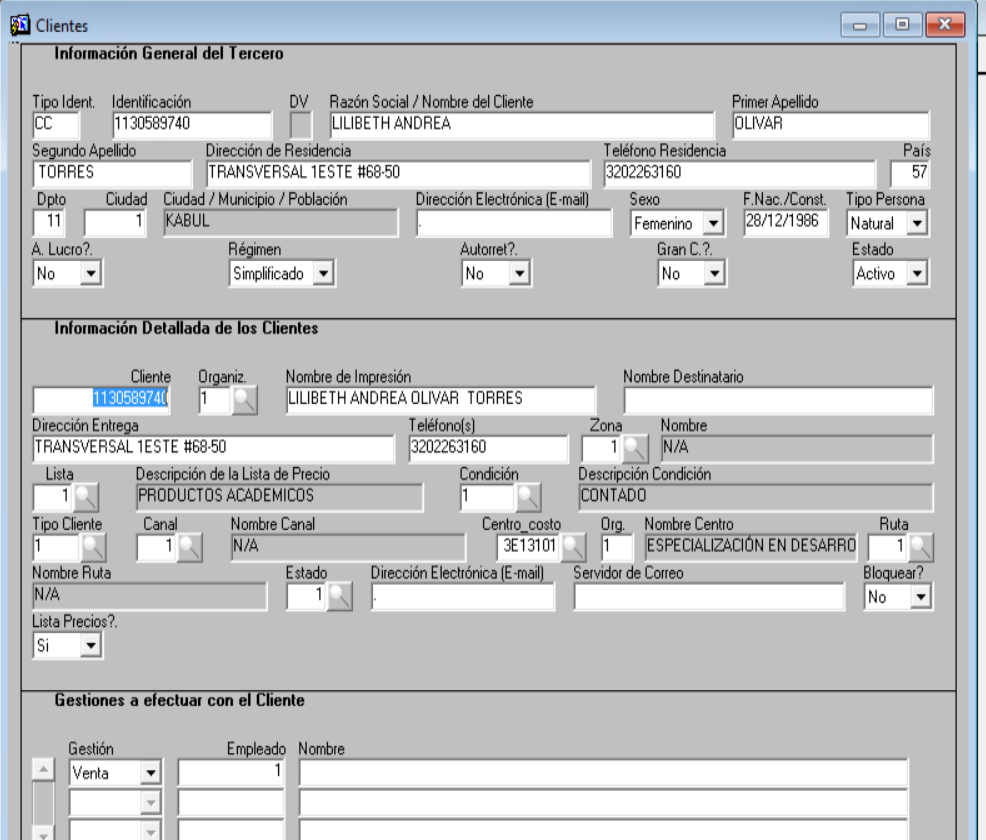 Clientes
Información General del Tercero
Tipo Ident. Identificación DV Razón Social / Nombre del Cliente Primer Apellido
CC 1130589740 LILIBETH ANDREA OLIVAR
Segundo Apellido Dirección de Residencia Teléfono Residencia País
TORRES TRANSVERSAL 1ESTE #68-50 3202263160 57
Dpto Ciudad Ciudad / Municipio / Población Dirección Electrónica (E-mail) Sexo F.Nac./Const. Tipo Persona
11 1 KABUL . Femenino 28/12/1986 Natural
A. Lucro?. Régimen Autorret?. Gran C.?. Estado
No Simplificado No No Activo
Información Detallada de los Clientes
Cliente Organiz. Nombre de Impresión Nombre Destinatario
1130589740 1 LILIBETH ANDREA OLIVAR TORRES
Dirección Entrega Teléfono(s) Zona Nombre
TRANSVERSAL 1ESTE #68-50 3202263160 1 N/A
Lista Descripción de la Lista de Precio Condición Descripción Condición
1 PRODUCTOS ACADEMICOS 1 CONTADO
Tipo Cliente Canal Nombre Canal Centro_costo Org. Nombre Centro Ruta
1 1 N/A 3E13101 1 ESPECIALIZACIÓN EN DESARRO 1
Nombre Ruta Estado Dirección Electrónica (E-mail) Servidor de Correo Bloquear?
N/A 1 . No
Lista Precios?.
Si
Gestiones a efectuar con el Cliente
Gestión Empleado Nombre
Venta 1